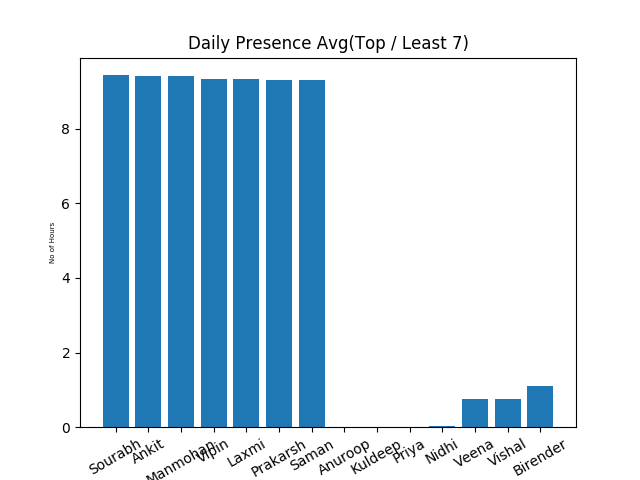 Daily Presence Avg(Top / Least 7)
No of Hours
8
6
4
2
0
Sourabh
Ankit
Manmohan
Vipin
Laxmi
Prakarsh
Saman
Anuroop
Kuldeep
Priya
Nidhi
Veena
Vishal
Birender